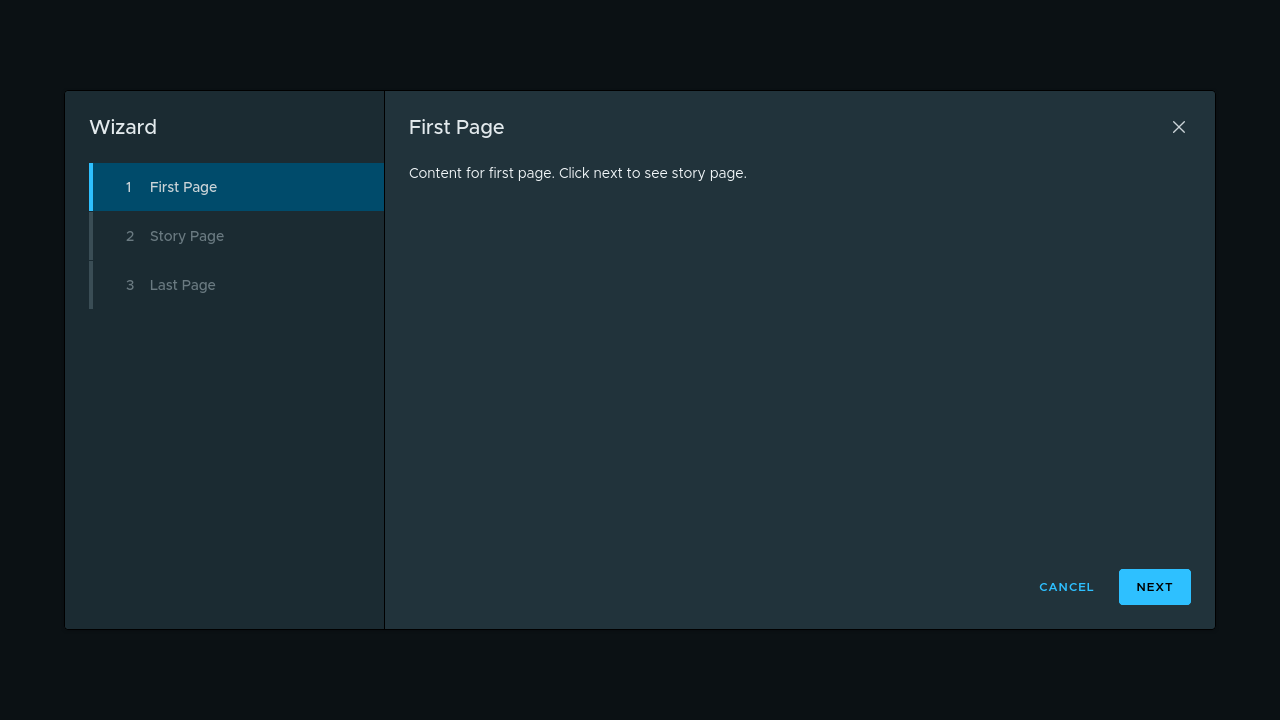 Wizard
1 First Page
2 Story Page
3 Last Page
First Page
Content for first page. Click next to see story page.
CANCEL NEXT